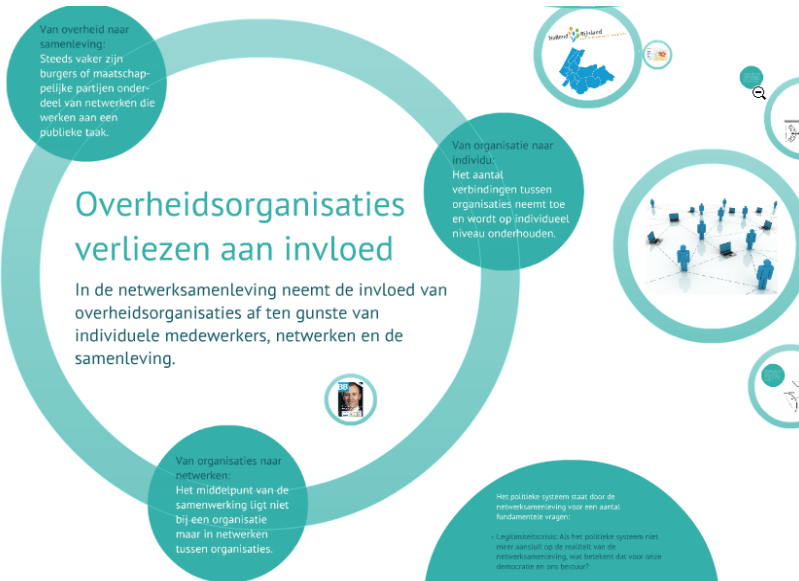 Van overheid naar
samenleving:
Steeds vaker zijn
burgers of maatschap-
pelijke partijen onder-
deel van netwerken die
werken aan een
publieke taak.
Holland Rijnland
Van organisatie naar
individu:
Het aantal
verbindingen tussen
organisaties neemt toe
en wordt op individueel
niveau onderhouden.
Overheidsorganisaties
verliezen aan invloed
In de netwerksamenleving neemt de invloed van
overheidsorganisaties af ten gunste van
individuele medewerkers, netwerken en de
samenleving.
BB
Van organisaties naar
netwerken:
Het middelpunt van de
samenwerking ligt niet
bij een organisatie
maar in netwerken
tussen organisaties.
Het politieke systeem staat door de
netwerksamenleving voor een aantal
fundamentele vragen:
- Legitimiteitscrisis: Als het politieke systeem niet
meer aansluit op de realiteit van de
netwerksamenleving, wat betekent dat voor onze
democratie en ons bestuur?